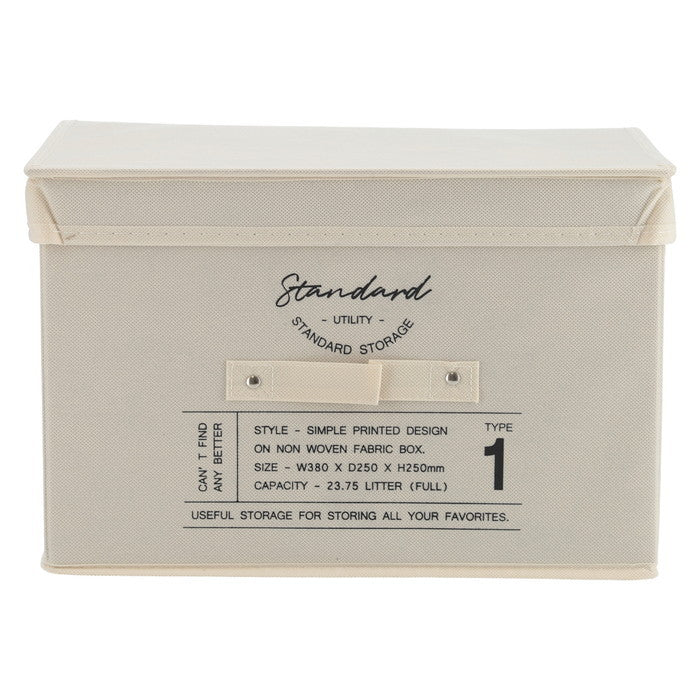 Standard
- UTILITY -
STANDARD STORAGE
CAN' T FIND
ANY BETTER
STYLE - SIMPLE PRINTED DESIGN
ON NON WOVEN FABRIC BOX.
SIZE - W380 X D250 X H250mm
CAPACITY - 23.75 LITTER (FULL)
TYPE
1
USEFUL STORAGE FOR STORING ALL YOUR FAVORITES.